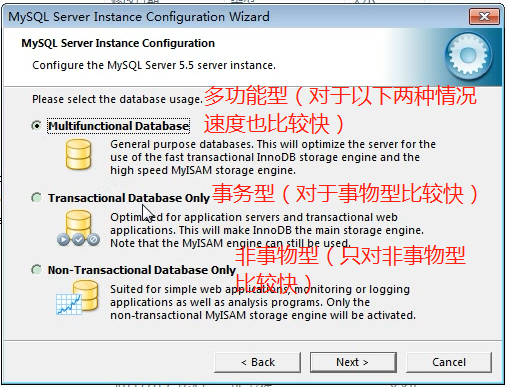 MySQL Server Instance Configuration Wizard
MySQL Server Instance Configuration
Configure the MySQL Server 5.5 server instance.
Please select the database usage.
多功能型（对于以下两种情况
速度也比较快）
Multifunctional Database
General purpose databases. This will optimize the server for the
use of the fast transactional InnoDB storage engine and the
high speed MyISAM storage engine.
Transactional Database Only
事务型（对于事物型比较快）
Optimized for application servers and transactional web
applications. This will make InnoDB the main storage engine.
Note that the MyISAM engine can still be used.
非事物型（只对非事物型
比较快）
Non-Transactional Database Only
Suited for simple web applications, monitoring or logging
applications as well as analysis programs. Only the
non-transactional MyISAM storage engine will be activated.
< Back
Next >
Cancel